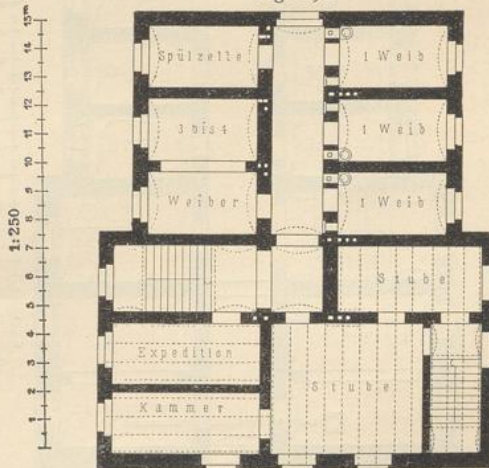 15m
14
13
12
11
10
9
8
7
6
5
4
3
2
1
1:250
Spülzelle
1 Weib
3 bis 4
1 Weib
Weiber
1 Weib
Stube
Expedition
Stube
Kammer